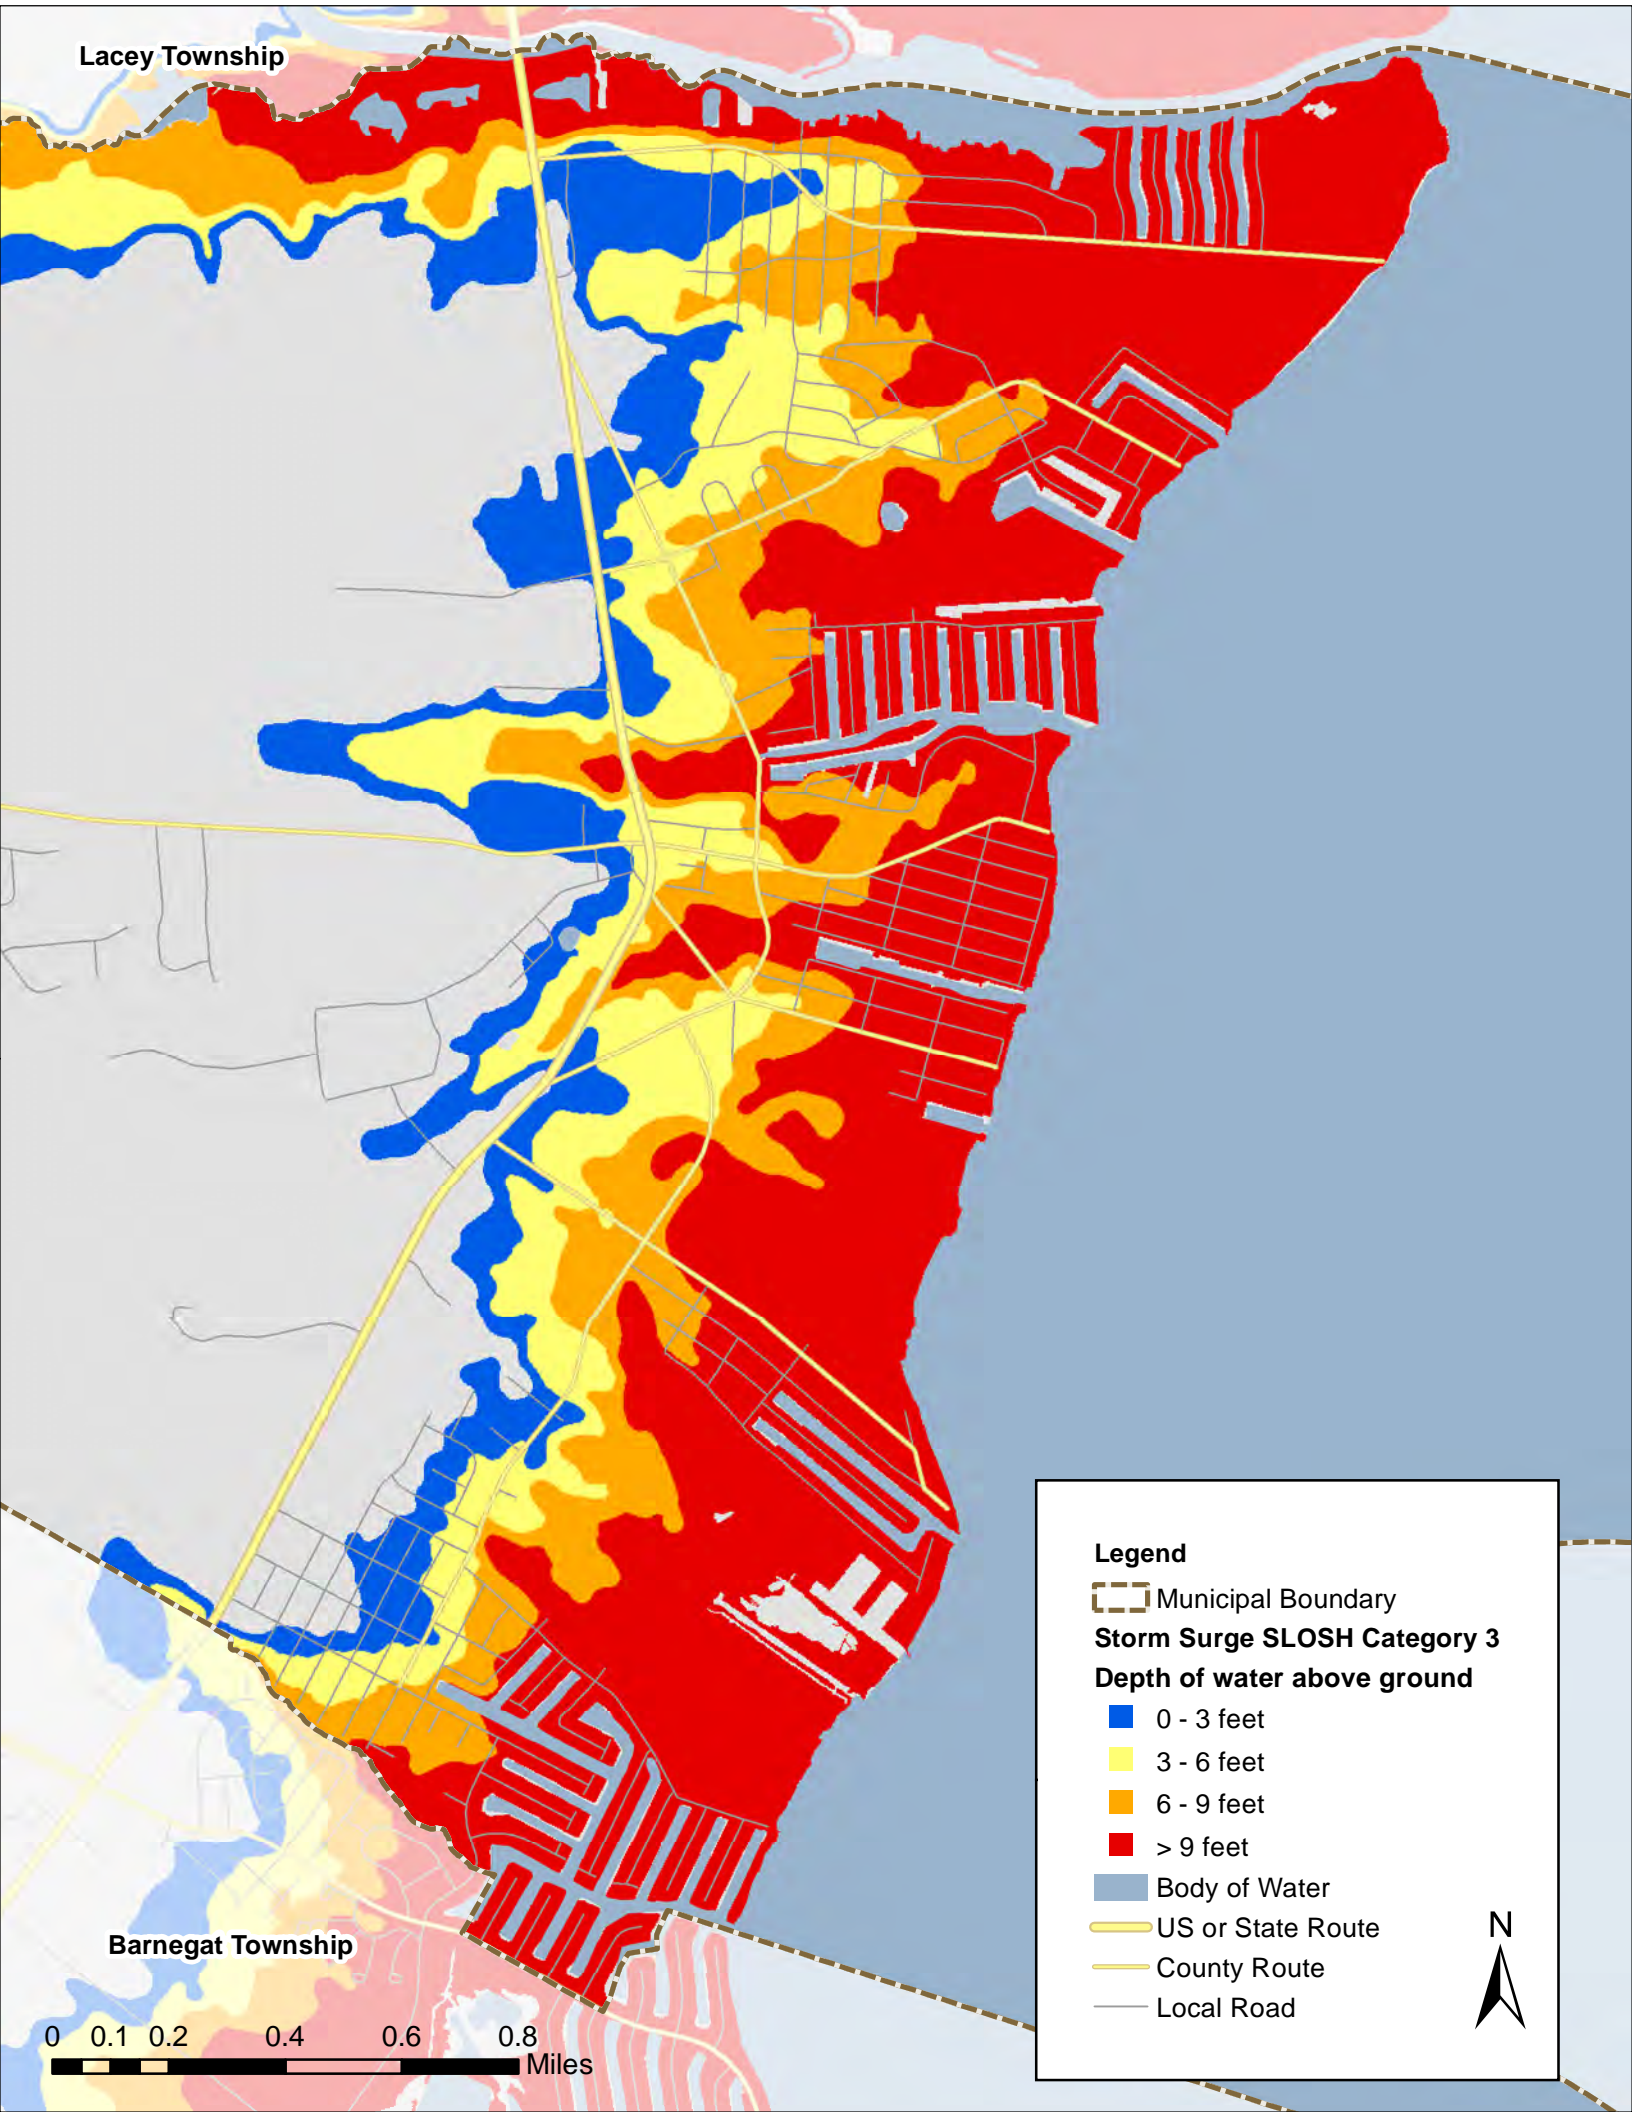 Lacey Township
Legend
Municipal Boundary
Storm Surge SLOSH Category 3
Depth of water above ground
0 - 3 feet
3 - 6 feet
6 - 9 feet
> 9 feet
Body of Water
US or State Route
County Route
Local Road
N
Barnegat Township
0 0.1 0.2 0.4 0.6 0.8
Miles